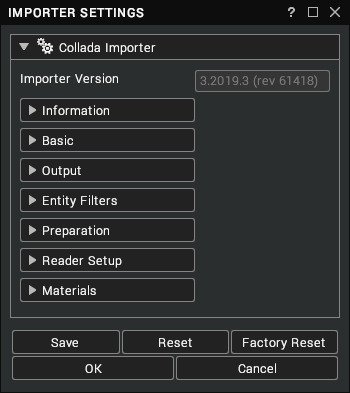 IMPORTER SETTINGS ?
Collada Importer
Importer Version 3.2019.3 (rev 61418)
Information
Basic
Output
Entity Filters
Preparation
Reader Setup
Materials
Save Reset Factory Reset
OK Cancel